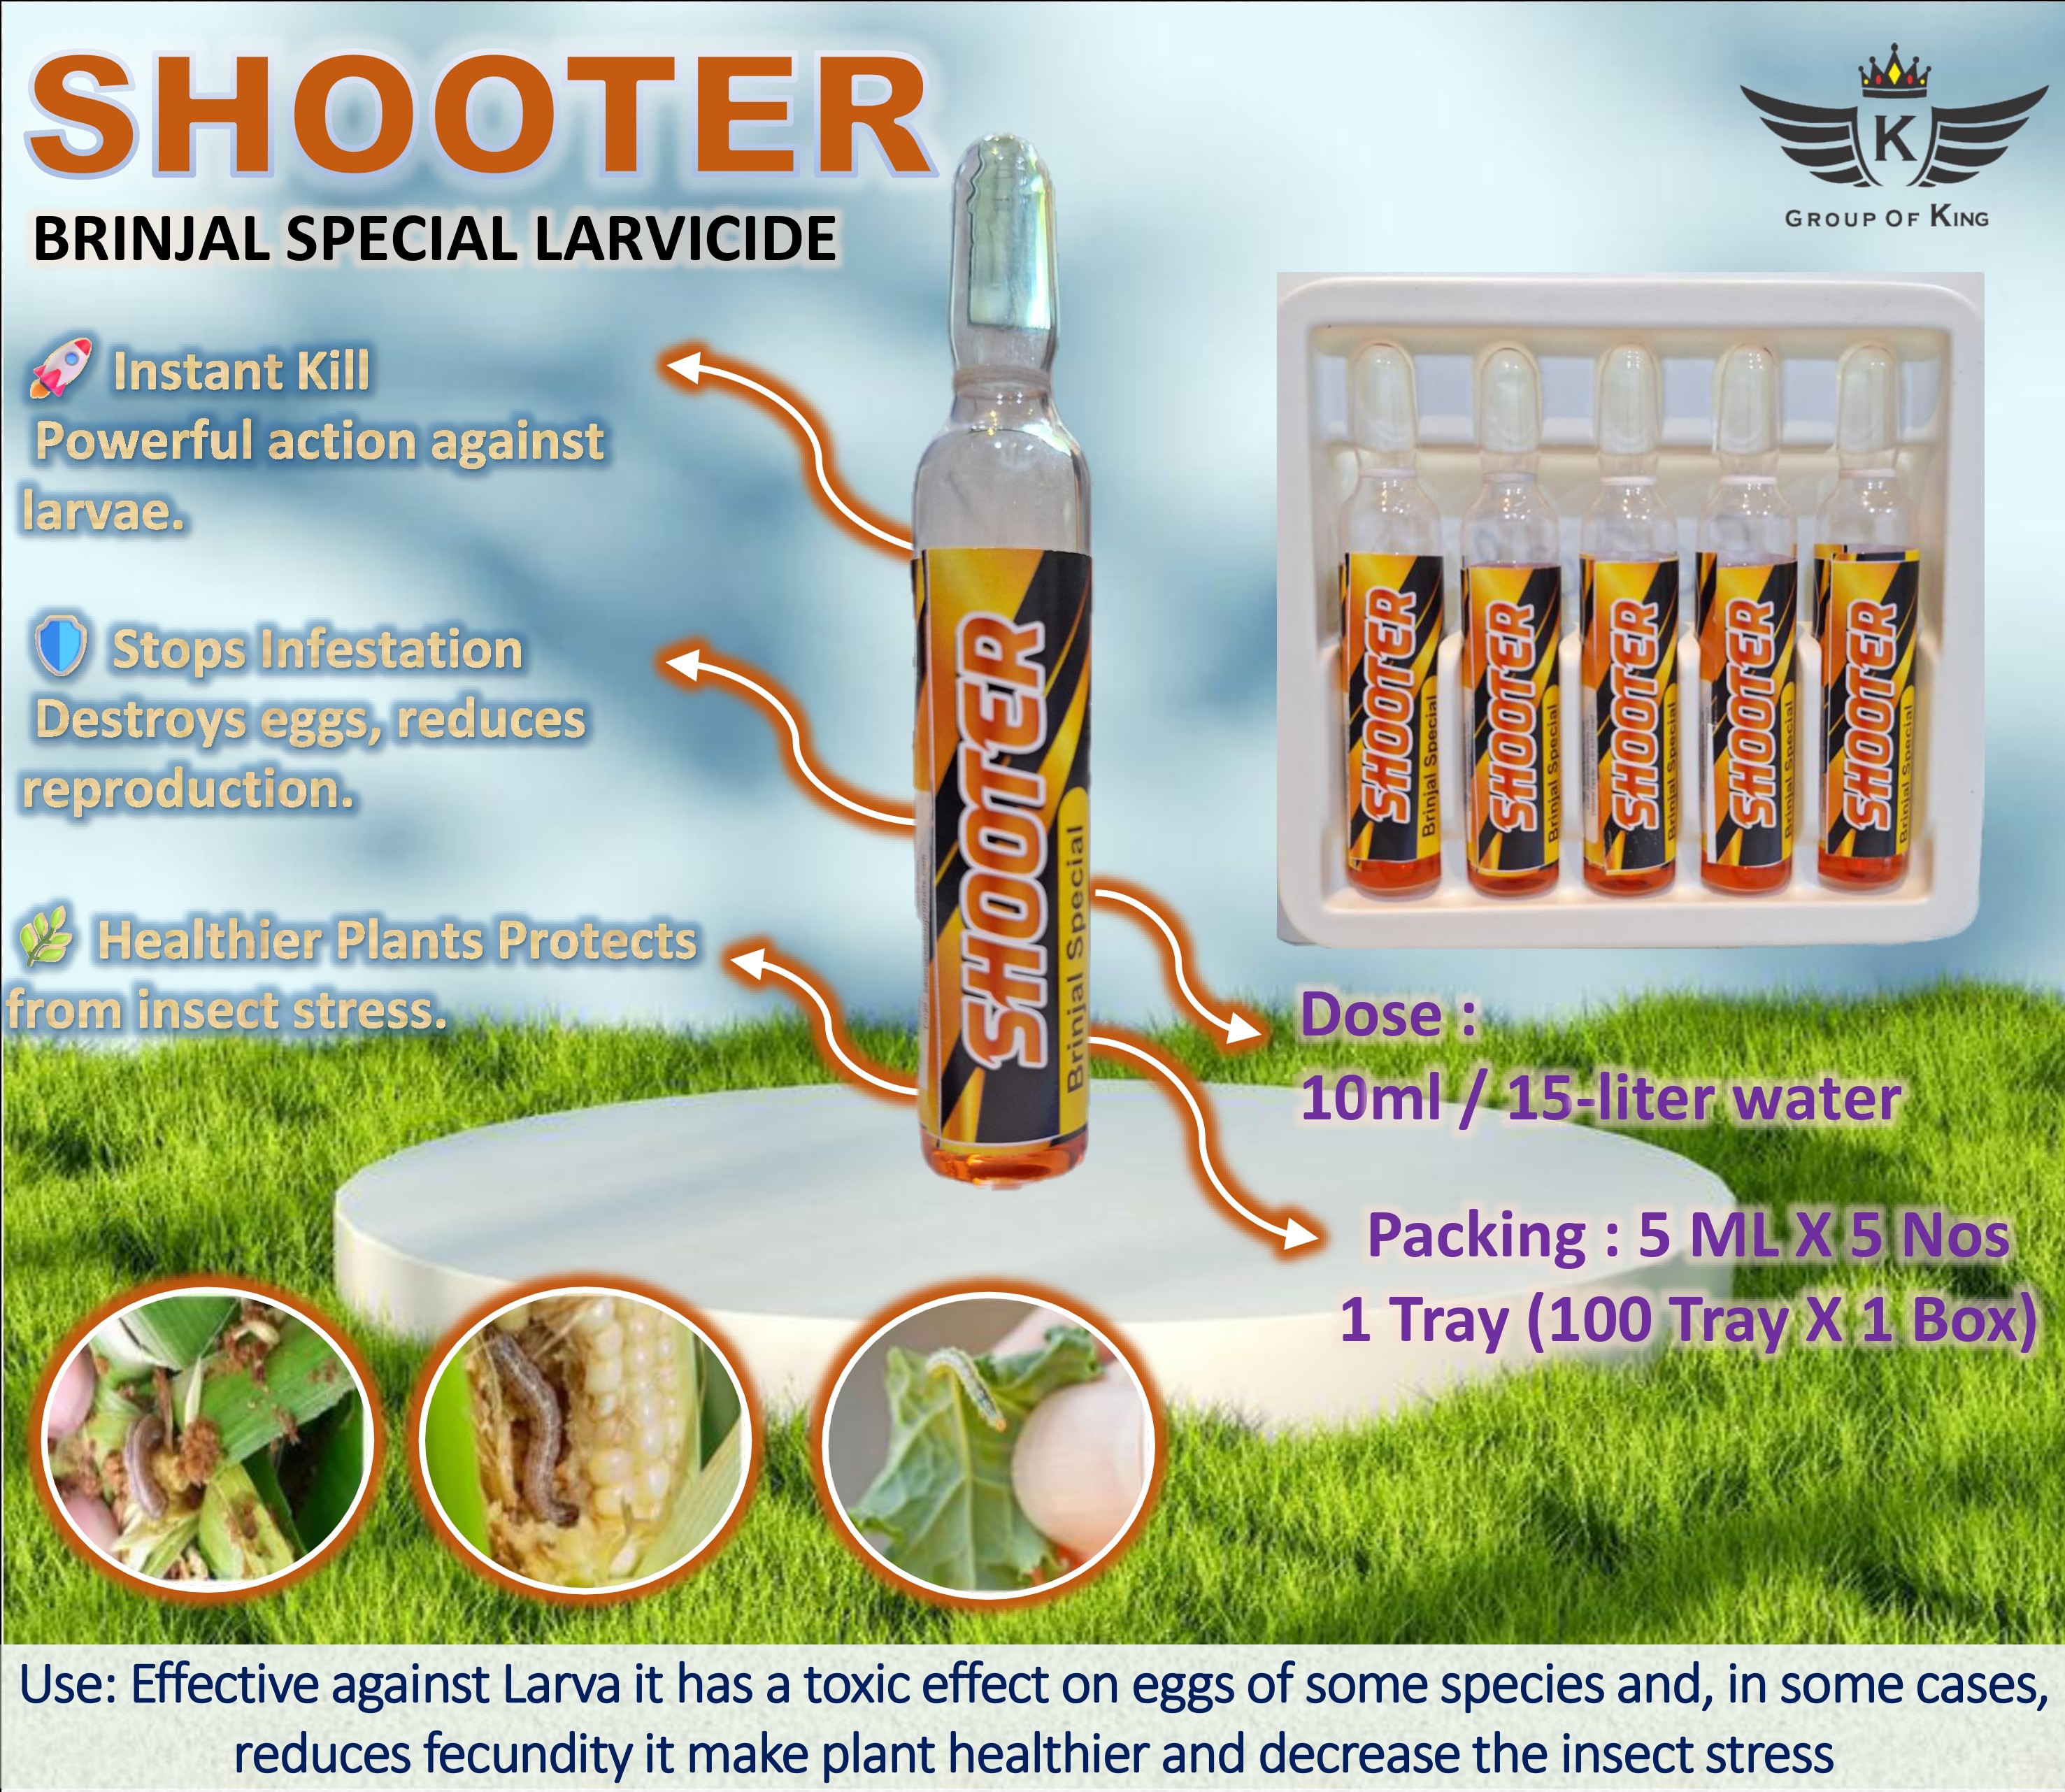 SHOOTER
BRINJAL SPECIAL LARVICIDE
K
GROUP OF KING
🚀 Instant Kill
Powerful action against
larvae.
🛡️ Stops Infestation
Destroys eggs, reduces
reproduction.
🌿 Healthier Plants Protects
from insect stress.
SHOOTER
Brinjal Special
SHOOTER
Brinjal Special
SHOOTER
Brinjal Special
SHOOTER
Brinjal Special
SHOOTER
Brinjal Special
SHOOTER
Brinjal Special
Dose :
10ml / 15-liter water
Packing : 5 ML X 5 Nos
1 Tray (100 Tray X 1 Box)
Use: Effective against Larva it has a toxic effect on eggs of some species and, in some cases,
reduces fecundity it make plant healthier and decrease the insect stress